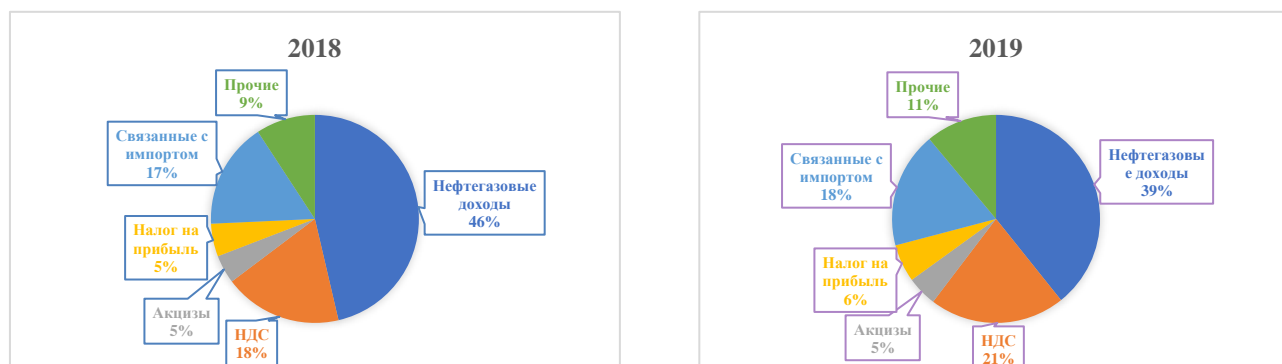 2018
Прочие
9%
Связанные с
импортом
17%
Нефтегазовые
доходы
46%
Налог на
прибыль
5%
Акцизы
5%
НДС
18%
2019
Прочие
11%
Нефтегазовы
е доходы
39%
Связанные с
импортом
18%
Налог на
прибыль
6%
Акцизы
5%
НДС
21%